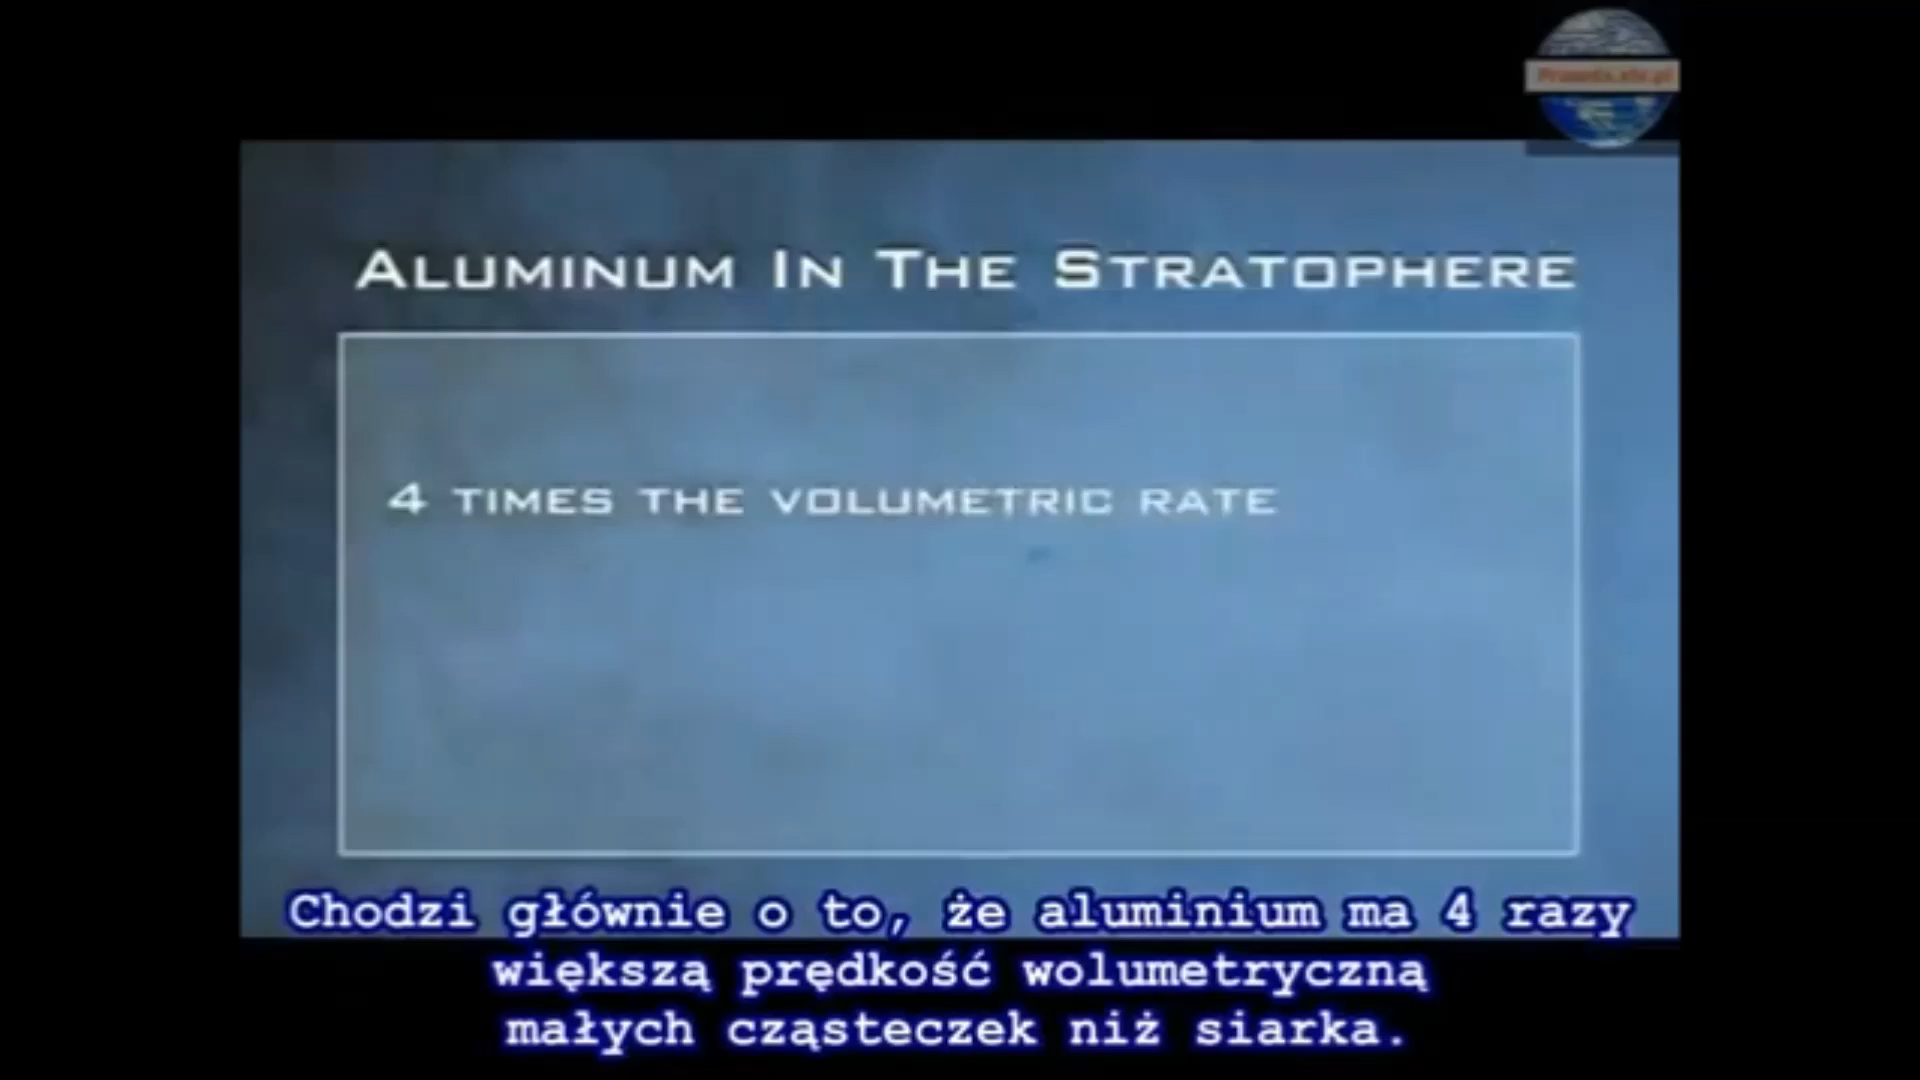 ALUMINUM IN THE STRATOPHERE
4 TIMES THE VOLUMETRIC RATE
Chodzi głównie o to, że aluminium ma 4 razy
większą prędkość wolumetryczną
małych cząsteczek niż siarka.